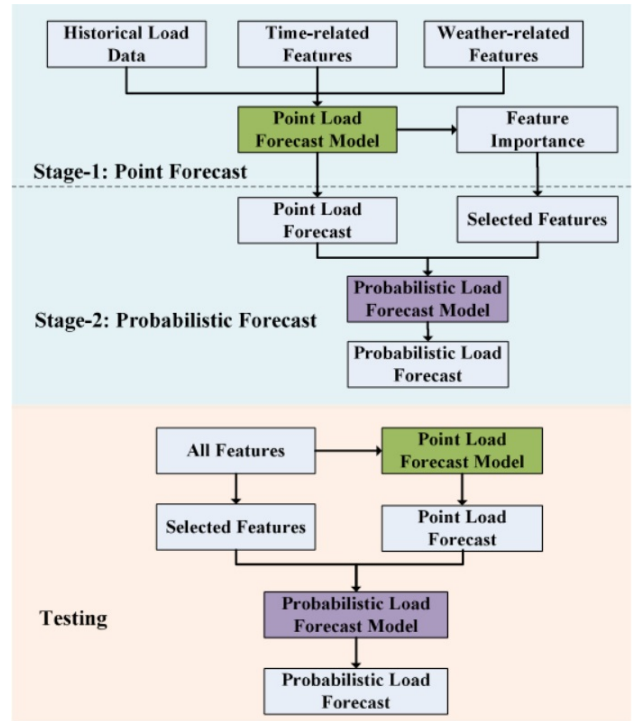 Historical Load
Data
Time-related
Features
Weather-related
Features
Point Load
Forecast Model
Feature
Importance
Stage-1: Point Forecast
Point Load
Forecast
Selected Features
Probabilistic Load
Forecast Model
Stage-2: Probabilistic Forecast
Probabilistic Load
Forecast
All Features
Point Load
Forecast Model
Selected Features
Point Load
Forecast
Probabilistic Load
Forecast Model
Testing
Probabilistic Load
Forecast